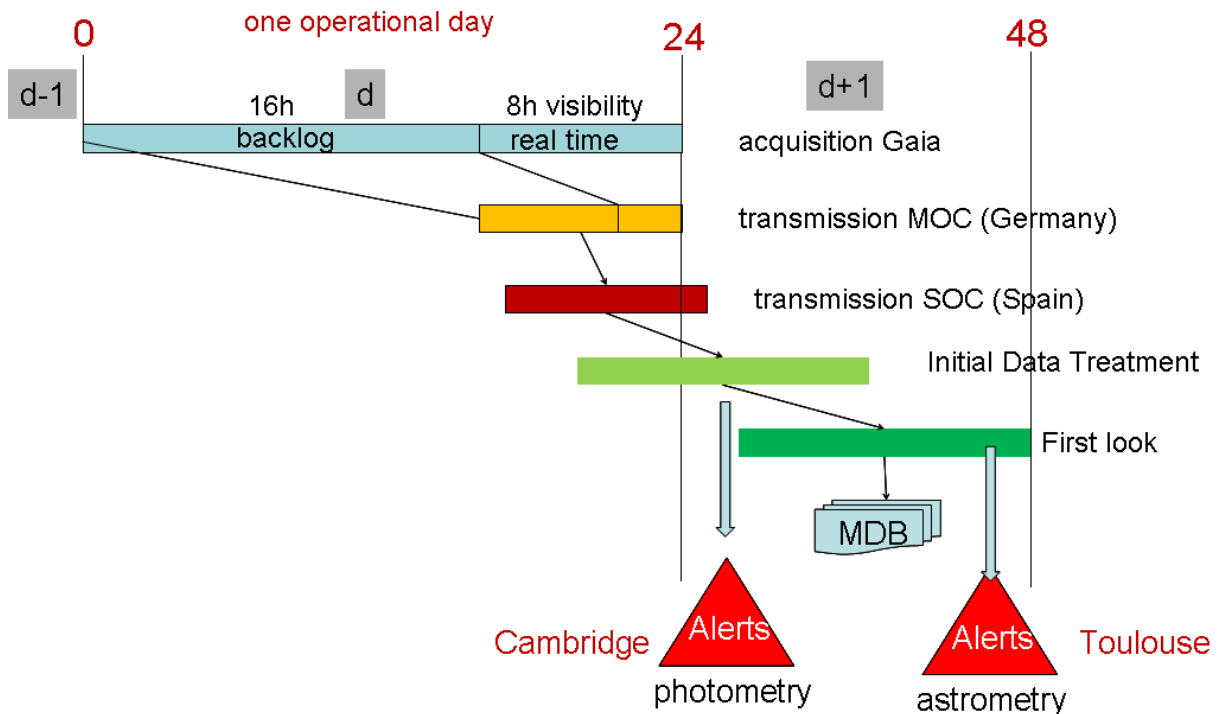 one operational day
0
24
48
d-1
d
d+1
16h
8h visibility
backlog
real time
acquisition Gaia
transmission MOC (Germany)
transmission SOC (Spain)
Initial Data Treatment
First look
MDB
Cambridge
Alerts
Alerts
Toulouse
photometry
astrometry